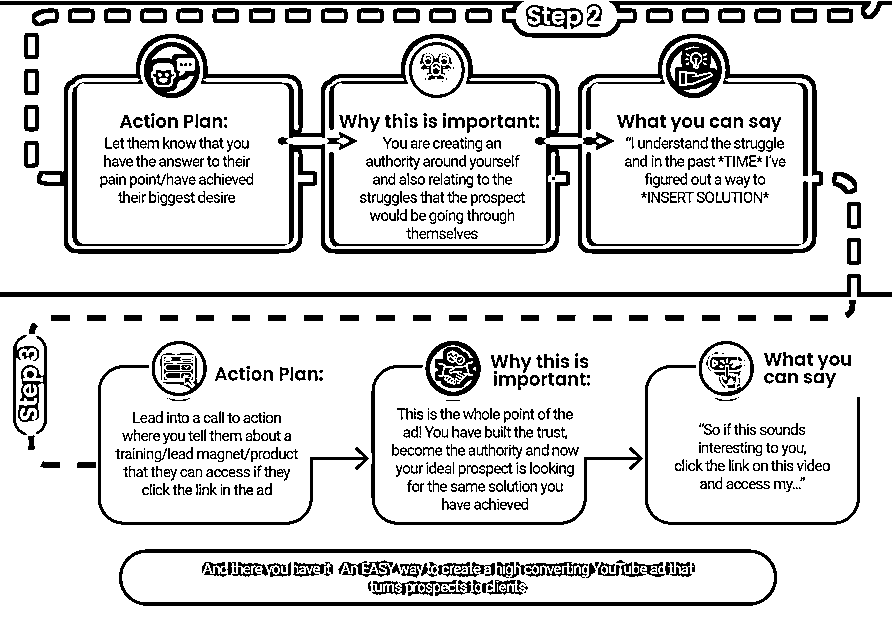 Step 2
Action Plan:
Let them know that you
have the answer to their
pain point/have achieved
their biggest desire
Why this is important:
You are creating an
authority around yourself
and also relating to the
struggles that the prospect
would be going through
themselves
What you can say
“I understand the struggle
and in the past *TIME* I’ve
figured out a way to
*INSERT SOLUTION*
Step 3
Action Plan:
Lead into a call to action
where you tell them about a
training/lead magnet/product
that they can access if they
click the link in the ad
Why this is
important:
This is the whole point of the
ad! You have built the trust,
become the authority and now
your ideal prospect is looking
for the same solution you
have achieved
What you
can say
“So if this sounds
interesting to you,
click the link on this video
and access my...”
And there you have it An EASY way to create a high converting YouTube ad that
turns prospects to clients